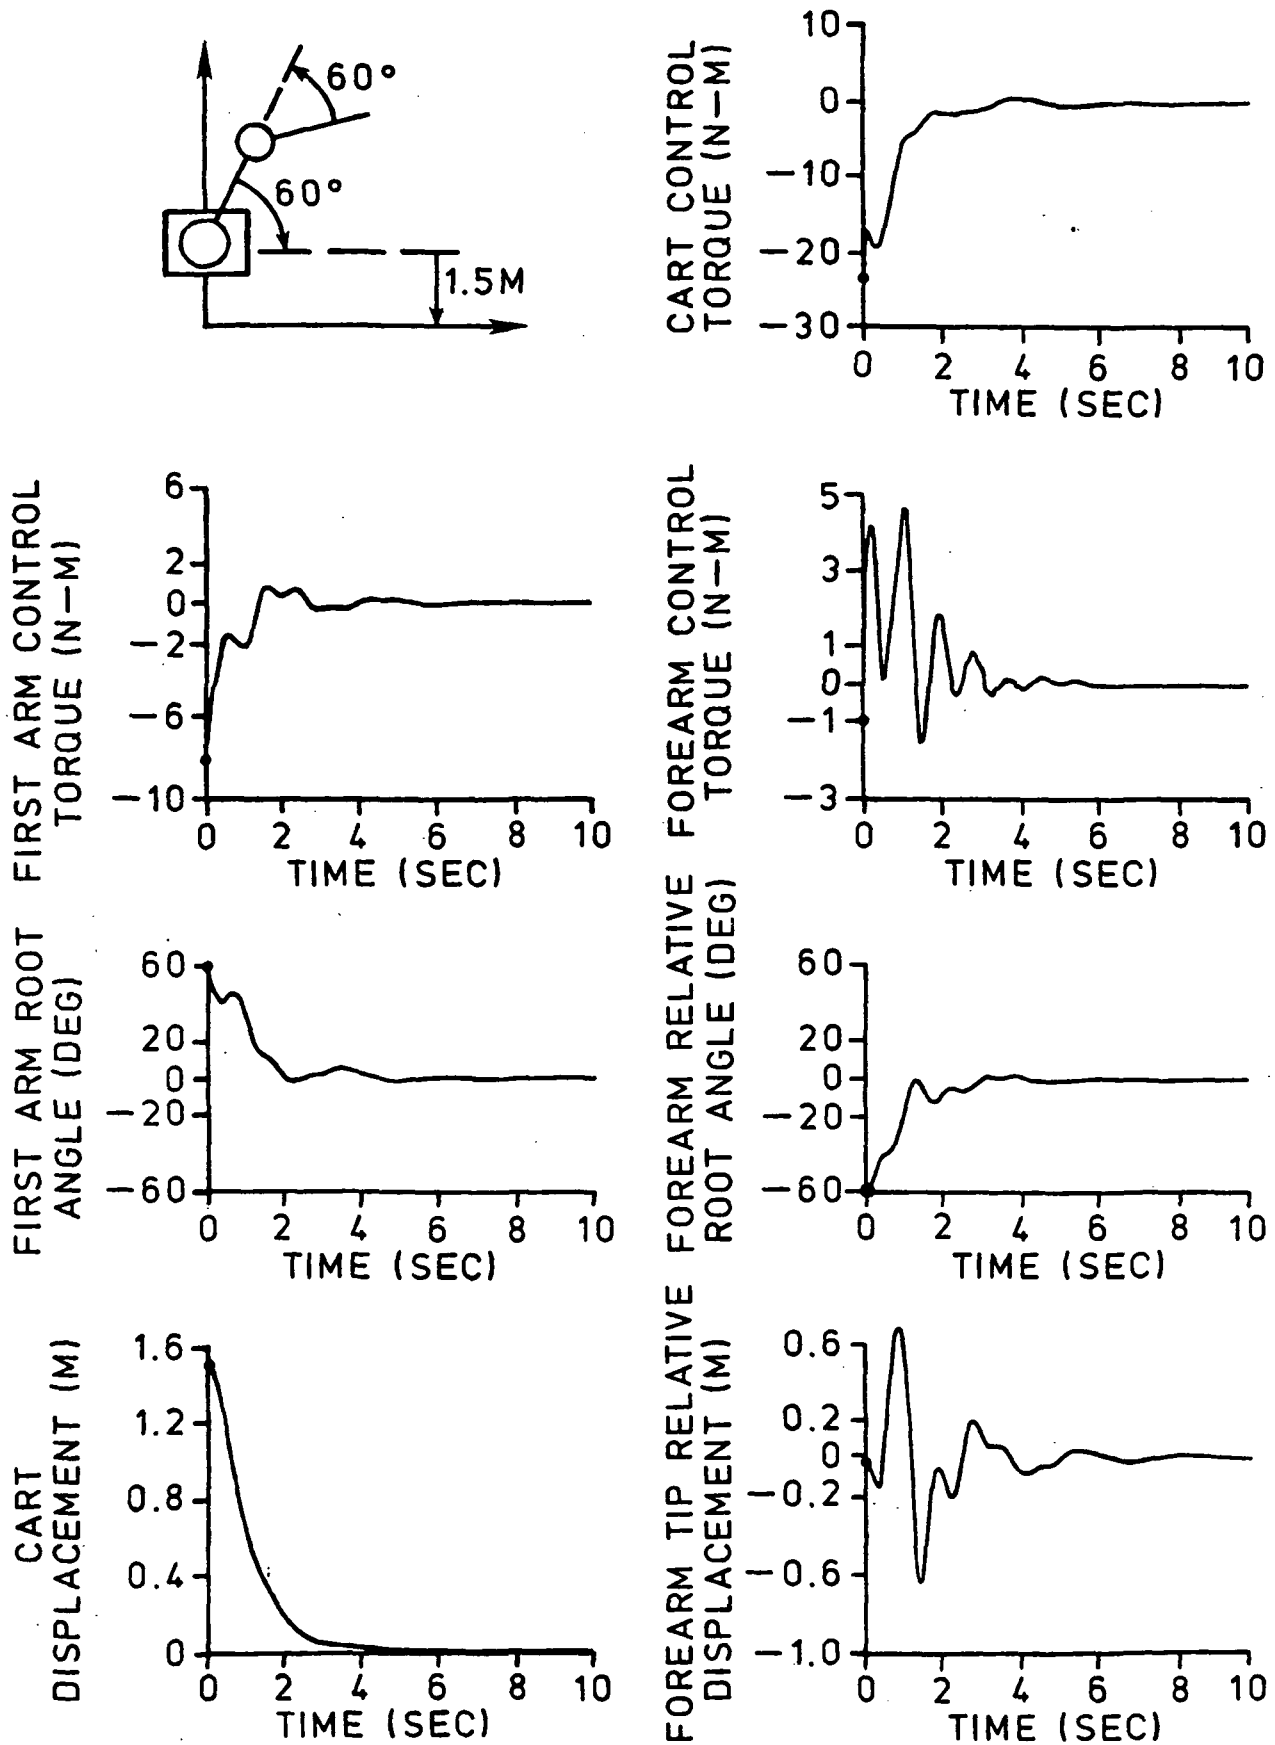 60°
60°
1.5M
CART CONTROL
TORQUE (N-M)
10
0
-10
-20
-30
0 2 4 6 8 10
TIME (SEC)
FIRST ARM CONTROL
TORQUE (N-M)
6
2
0
-2
-6
-10
0 2 4 6 8 10
TIME (SEC)
FOREARM CONTROL
TORQUE (N-M)
5
3
1
0
-1
-3
0 2 4 6 8 10
TIME (SEC)
FIRST ARM ROOT
ANGLE (DEG)
60
20
0
-20
-60
0 2 4 6 8 10
TIME (SEC)
FOREARM RELATIVE
ROOT ANGLE (DEG)
60
20
0
-20
-60
0 2 4 6 8 10
TIME (SEC)
CART
DISPLACEMENT (M)
1.6
1.2
0.8
0.4
0
0 2 4 6 8 10
TIME (SEC)
FOREARM TIP RELATIVE
DISPLACEMENT (M)
0.6
0.2
0
-0.2
-0.6
-1.0
0 2 4 6 8 10
TIME (SEC)